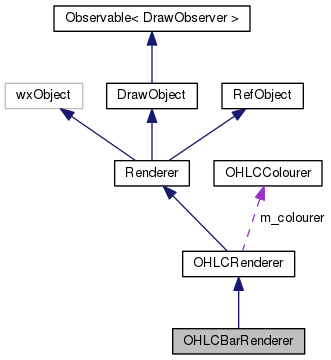 Observable< DrawObserver >
wxObject
DrawObject
RefObject
Renderer
OHLCColourer
m_colourer
OHLCRenderer
OHLCBarRenderer